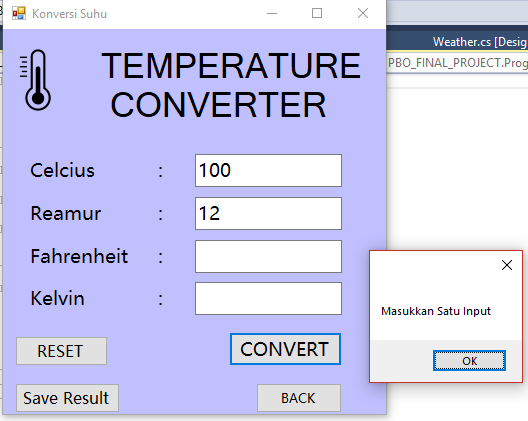 Konversi Suhu
Weather.cs [Design
PBO_FINAL_PROJECT.Prog
TEMPERATURE
CONVERTER
Celcius : 100
Reamur : 12
Fahrenheit :
Kelvin :
Masukkan Satu Input
OK
RESET
CONVERT
Save Result
BACK